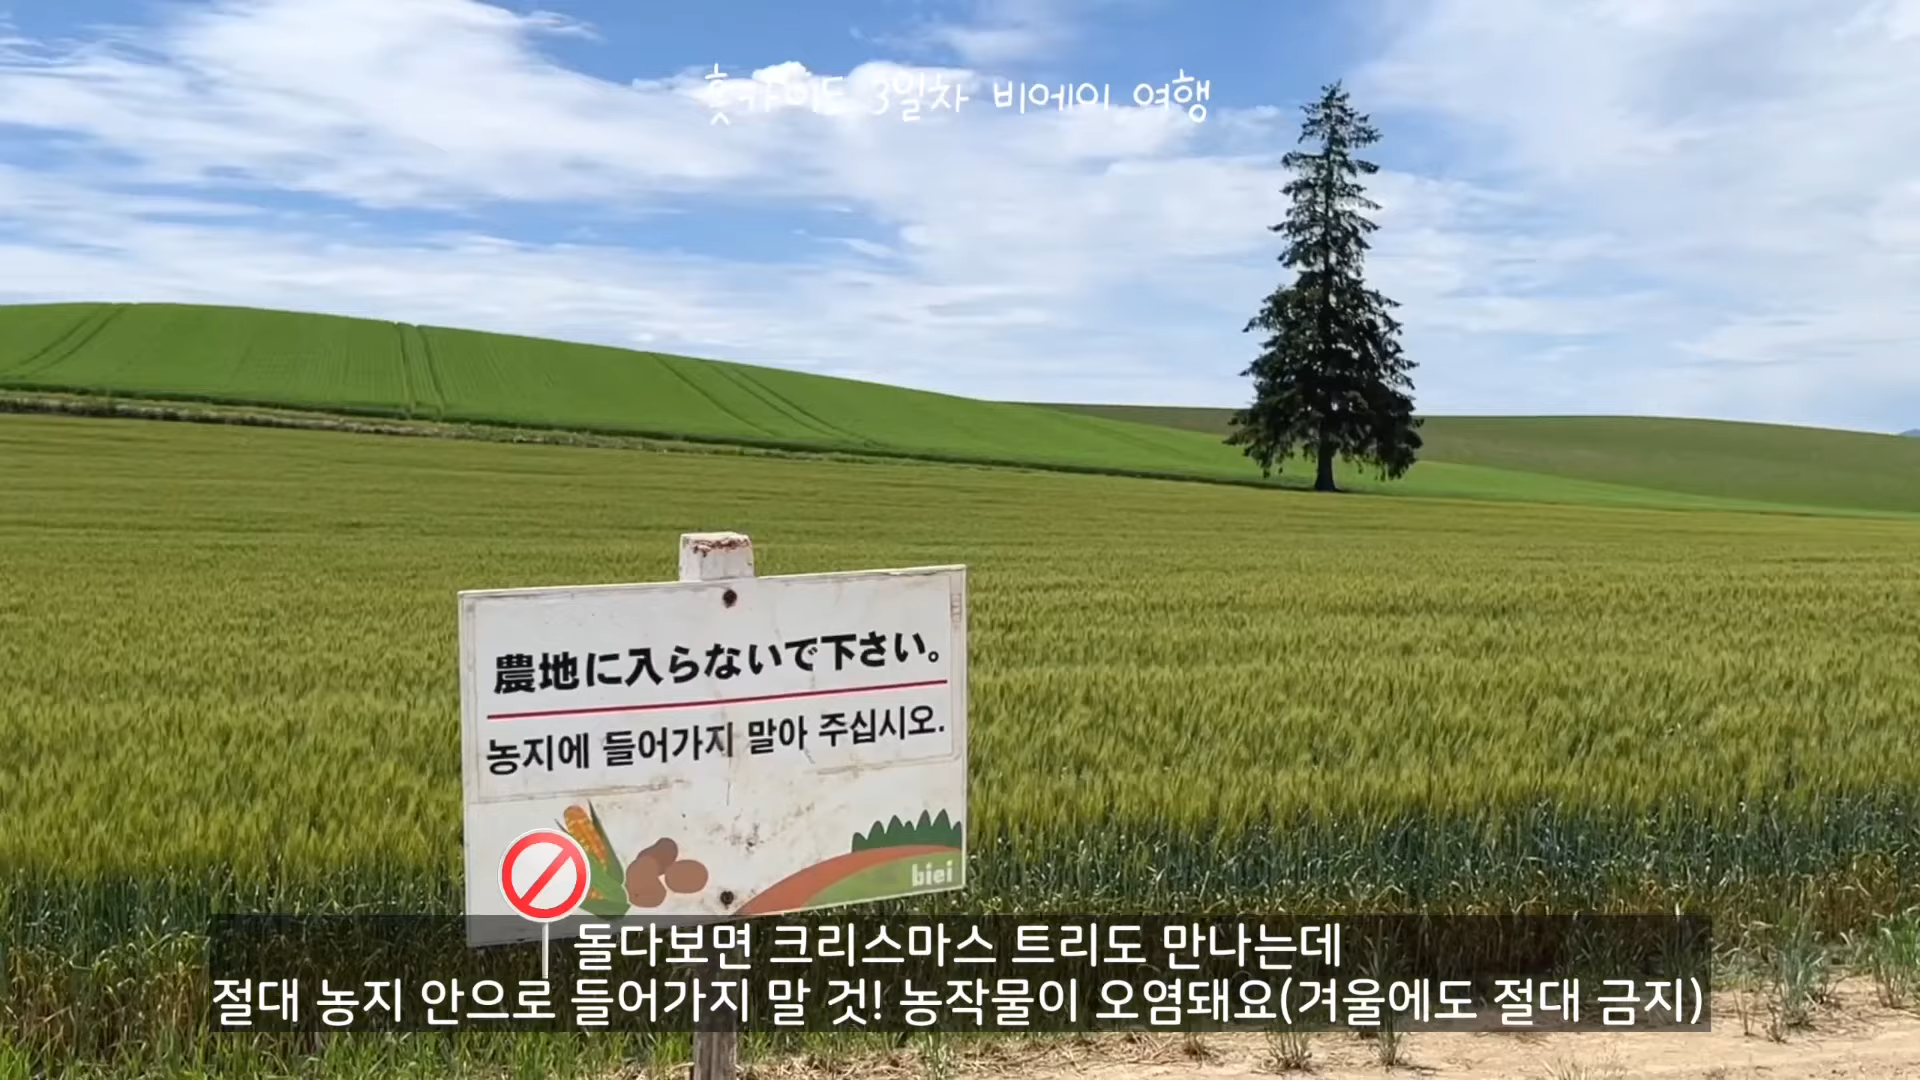 홋카이도 3일차 비에이 여행
農地に入らないで下さい。
농지에 들어가지 말아 주십시오.
biei
돌다보면 크리스마스 트리도 만나는데
절대 농지 안으로 들어가지 말 것! 농작물이 오염돼요(겨울에도 절대 금지)